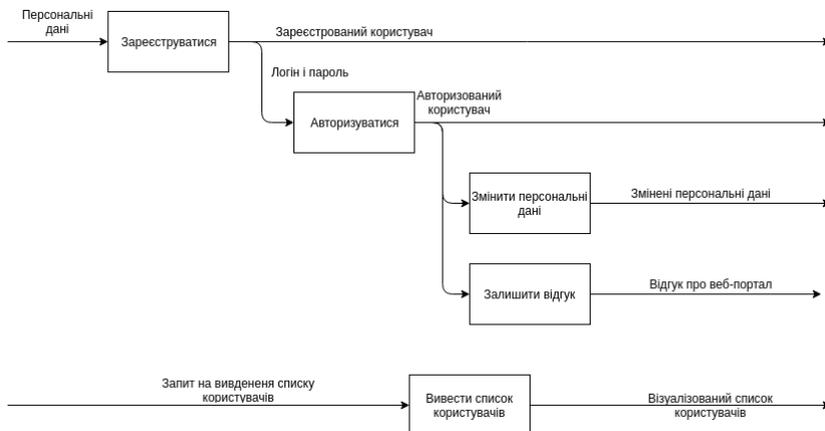 Персональні
дані
Зареєструватися
Зареєстрований користувач
Логін і пароль
Авторизуватися
Авторизований
користувач
Змінити персональні
дані
Змінені персональні дані
Залишити відгук
Відгук про веб-портал
Запит на вивдененя списку
користувачів
Вивести список
користувачів
Візуалізований список
користувачів